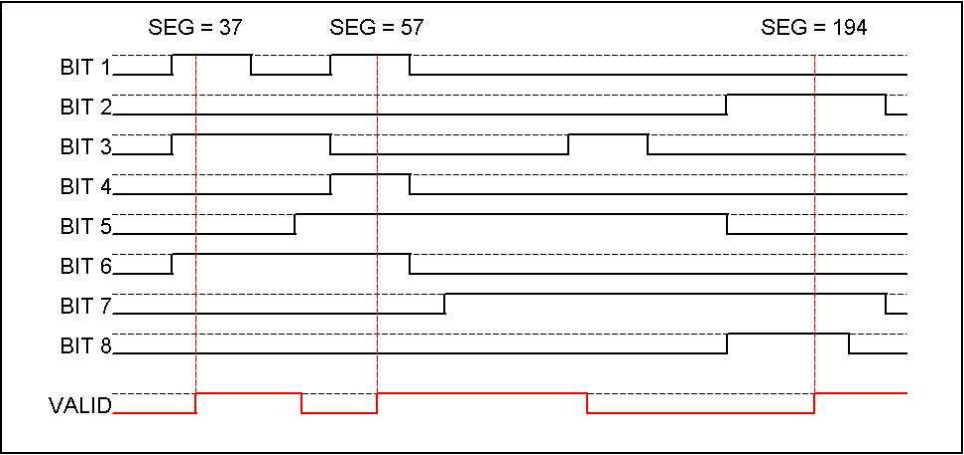 SEG = 37 SEG = 57 SEG = 194
BIT 1
BIT 2
BIT 3
BIT 4
BIT 5
BIT 6
BIT 7
BIT 8
VALID